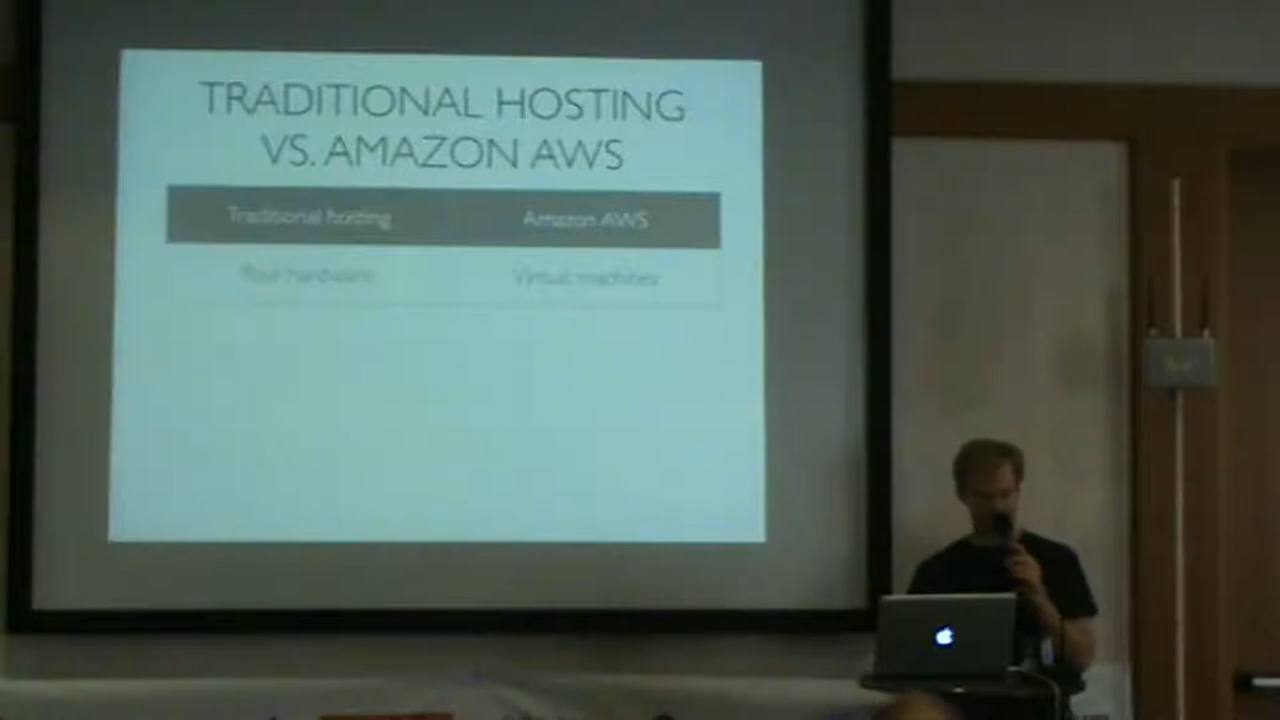 TRADITIONAL HOSTING
VS. AMAZON AWS
Traditional hosting Amazon AWS
Real hardware Virtual machines